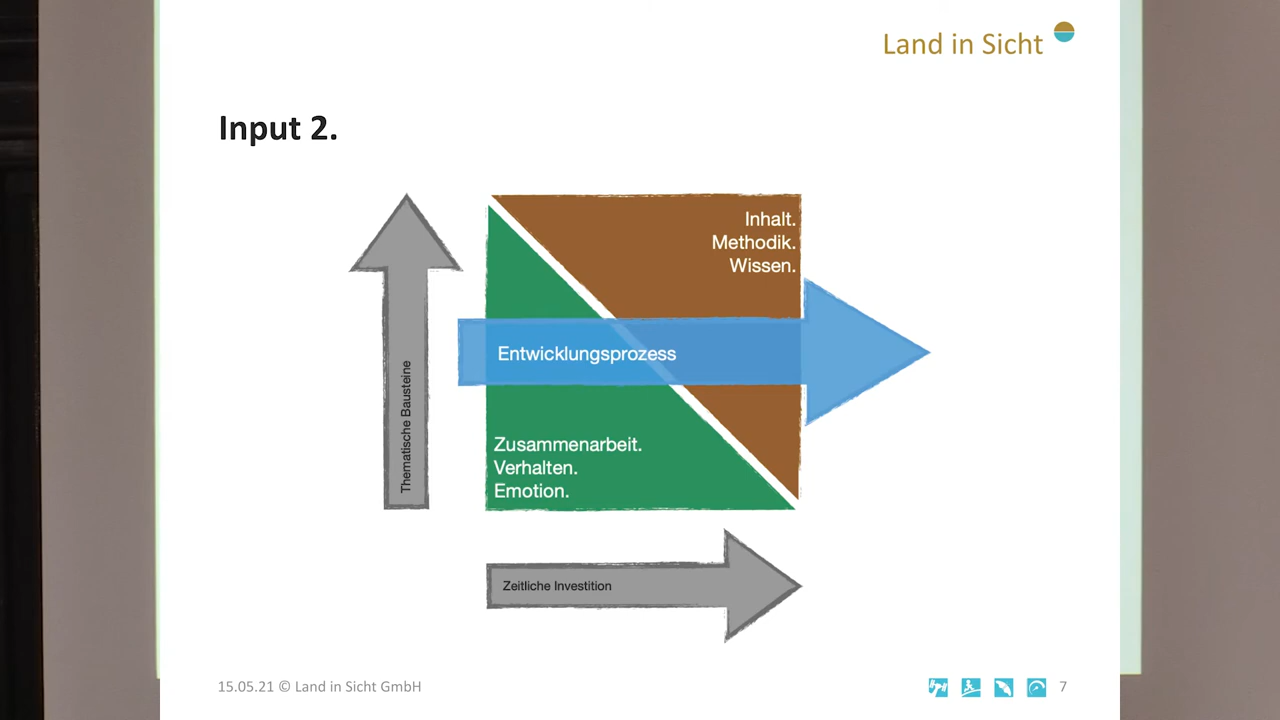 Land in Sicht
Input 2.
Inhalt.
Methodik.
Wissen.
Thematische Bausteine
Entwicklungsprozess
Zusammenarbeit.
Verhalten.
Emotion.
Zeitliche Investition
15.05.21 © Land in Sicht GmbH
7